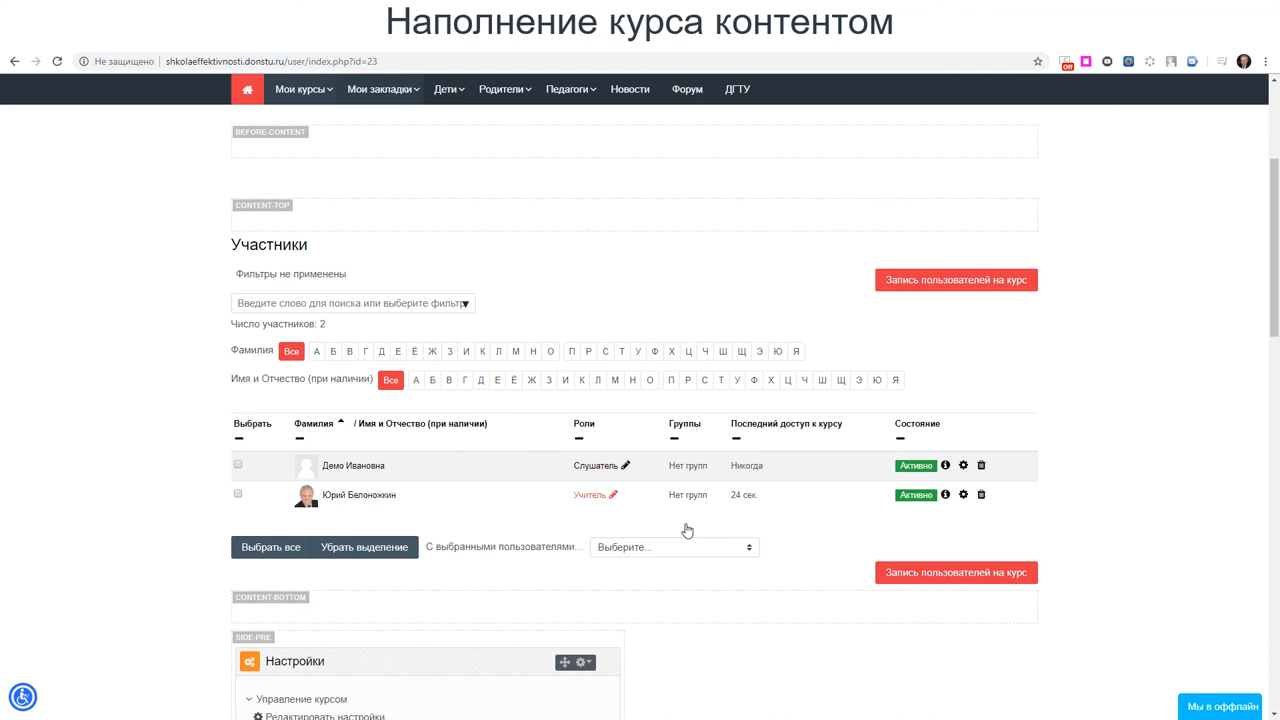 Наполнение курса контентом
Не защищено | shkolaeffektivnosti.donstu.ru/user/index.php?id=23
Off
Мои курсы Мои закладки Дети Родители Педагоги Новости Форум ДГТУ
BEFORE-CONTENT
CONTENT-TOP
Участники
Фильтры не применены
Запись пользователей на курс
Введите слово для поиска или выберите фильтр
Число участников: 2
Фамилия Все А Б В Г Д Е Ё Ж З И К Л М Н О П Р С Т У Ф Х Ц Ч Ш Щ Э Ю Я
Имя и Отчество (при наличии) Все А Б В Г Д Е Ё Ж З И К Л М Н О П Р С Т У Ф Х Ц Ч Ш Щ Э Ю Я
Выбрать Фамилия / Имя и Отчество (при наличии) Роли Группы Последний доступ к курсу Состояние
Демо Ивановна Слушатель Нет групп Никогда Активно
Юрий Белоножкин Учитель Нет групп 24 сек. Активно
Выбрать все Убрать выделение С выбранными пользователями... Выберите...
Запись пользователей на курс
CONTENT-BOTTOM
SIDE-PRE
Настройки
Управление курсом
Мы в оффлайн
Редактировать настройки